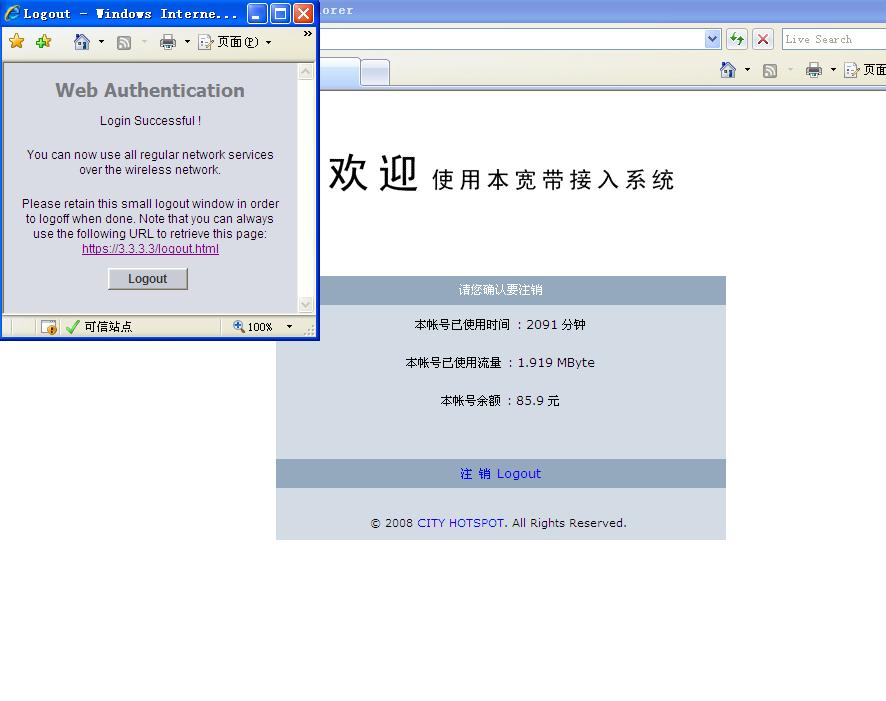 Logout - Windows Interne...
页面(P)
»
Web Authentication
Login Successful !
You can now use all regular network services
over the wireless network.
Please retain this small logout window in order
to logoff when done. Note that you can always
use the following URL to retrieve this page:
https://3.3.3.3/logout.html
Logout
可信站点
100%
orer
Live Search
页面
欢迎 使用本宽带接入系统
请您确认要注销
本帐号已使用时间 : 2091 分钟
本帐号已使用流量 : 1.919 MByte
本帐号余额 : 85.9 元
注 销 Logout
© 2008 CITY HOTSPOT. All Rights Reserved.